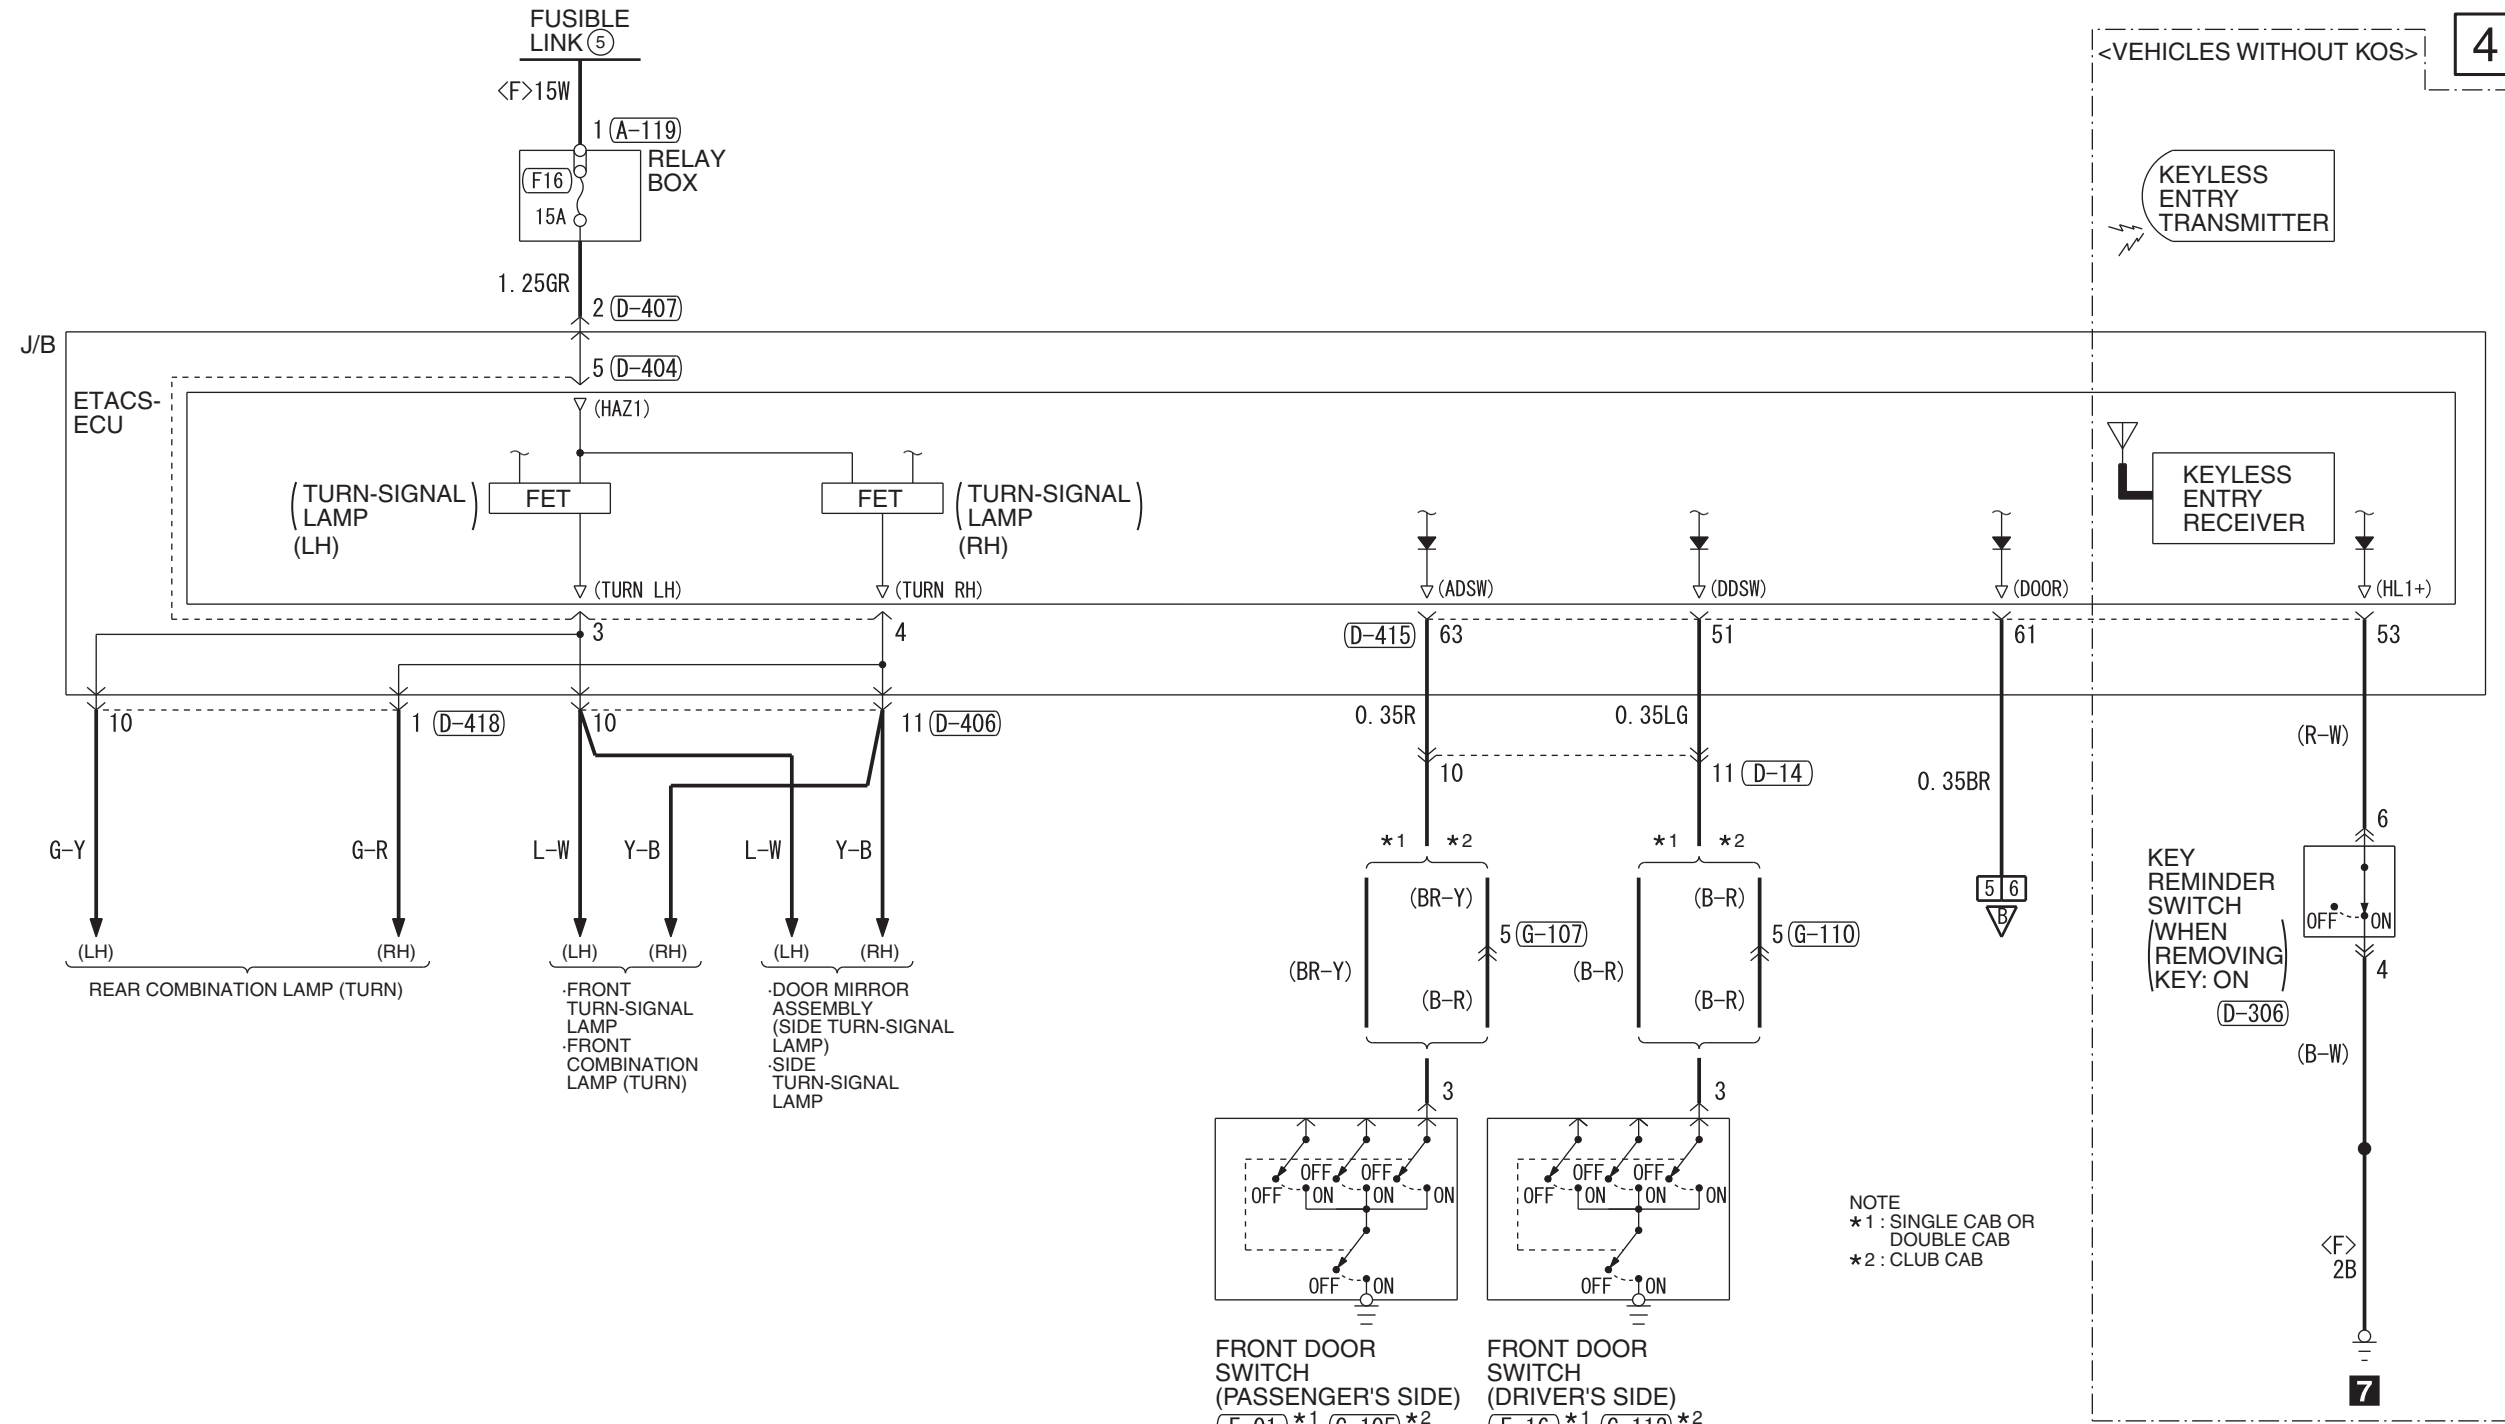 FUSIBLE
LINK 5
<VEHICLES WITHOUT KOS>
4
<F>15W
1 A-119
RELAY
BOX
F16
15A
KEYLESS
ENTRY
TRANSMITTER
1.25GR
2 D-407
J/B
5 D-404
ETACS-
ECU
(HAZ1)
(TURN-SIGNAL
LAMP)
(LH)
FET
FET
(TURN-SIGNAL
LAMP)
(RH)
KEYLESS
ENTRY
RECEIVER
(TURN LH)
(TURN RH)
(ADSW)
(DDSW)
(DOOR)
(HL1+)
3
4
D-415 63
51
61
53
10
1 D-418
10
11 D-406
0.35R
0.35LG
(R-W)
10
11 D-14
0.35BR
6
G-Y
G-R
L-W
Y-B
L-W
Y-B
*1 *2
*1 *2
KEY
REMINDER
SWITCH
(WHEN
REMOVING
KEY: ON)
D-306
OFF ON
(BR-Y)
(B-R)
5 6
B
5 G-107
5 G-110
(BR-Y)
(B-R)
(B-R)
(B-R)
4
(LH)
(RH)
(LH)
(RH)
(LH)
(RH)
REAR COMBINATION LAMP (TURN)
·FRONT
TURN-SIGNAL
LAMP
·FRONT
COMBINATION
LAMP (TURN)
·DOOR MIRROR
ASSEMBLY
(SIDE TURN-SIGNAL
LAMP)
·SIDE
TURN-SIGNAL
LAMP
(B-W)
3
3
OFF OFF
OFF ON ON ON
OFF ON
OFF OFF
OFF ON ON ON
OFF ON
NOTE
*1 : SINGLE CAB OR
DOUBLE CAB
*2 : CLUB CAB
<F>
2B
FRONT DOOR
SWITCH
(PASSENGER'S SIDE)
*1 *2
FRONT DOOR
SWITCH
(DRIVER'S SIDE)
*1 *2
7